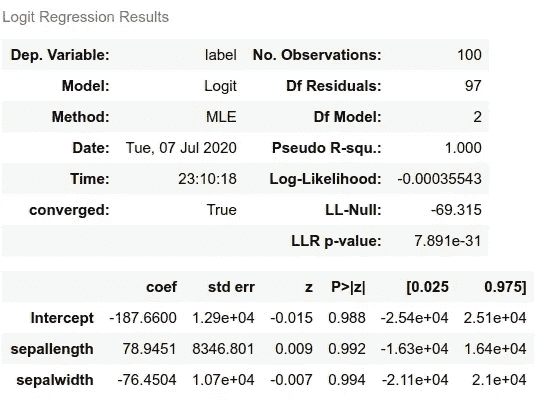 Logit Regression Results
Dep. Variable: label No. Observations: 100
Model: Logit Df Residuals: 97
Method: MLE Df Model: 2
Date: Tue, 07 Jul 2020 Pseudo R-squ.: 1.000
Time: 23:10:18 Log-Likelihood: -0.00035543
converged: True LL-Null: -69.315
LLR p-value: 7.891e-31
coef std err z P>|z| [0.025 0.975]
Intercept -187.6600 1.29e+04 -0.015 0.988 -2.54e+04 2.51e+04
sepallength 78.9451 8346.801 0.009 0.992 -1.63e+04 1.64e+04
sepalwidth -76.4504 1.07e+04 -0.007 0.994 -2.11e+04 2.1e+04